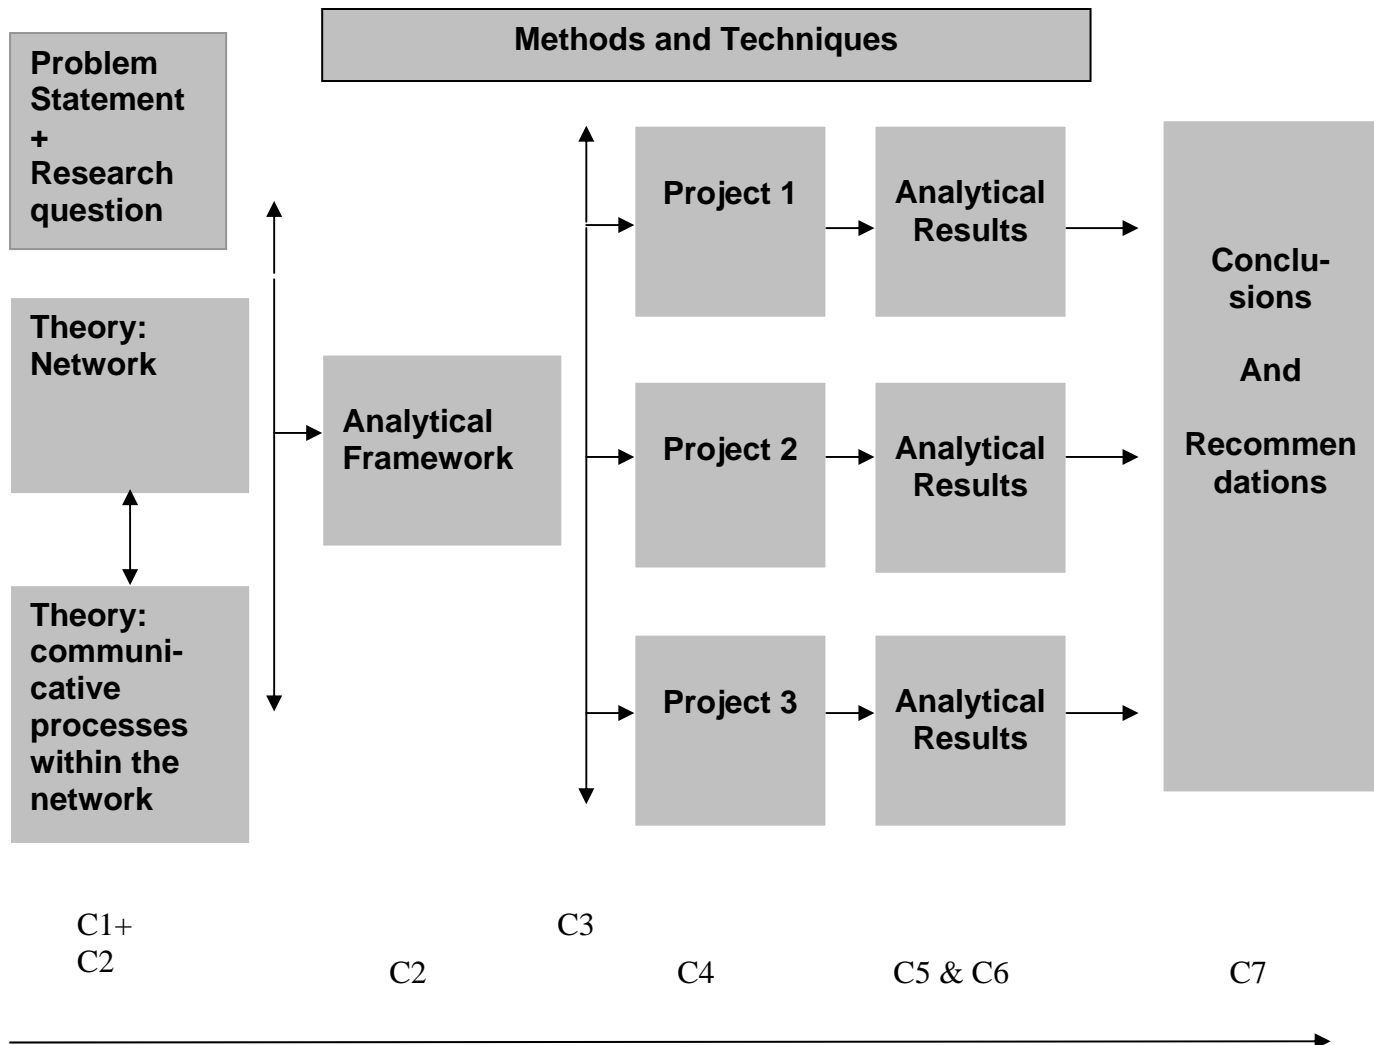 Methods and Techniques
Problem
Statement
+
Research
question
Theory:
Network
Theory:
communi-
cative
processes
within the
network
Analytical
Framework
Project 1
Analytical
Results
Project 2
Analytical
Results
Project 3
Analytical
Results
Conclu-
sions
And
Recommen
dations
C1+
C2
C2
C3
C4
C5 & C6
C7